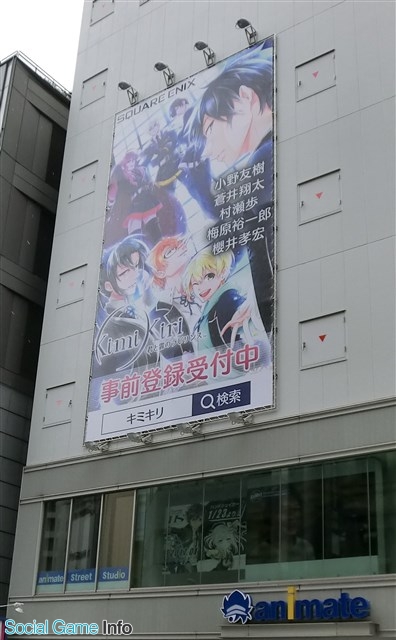 SQUARE ENIX
小野友樹
蒼井翔太
村瀬歩
梅原裕一郎
櫻井孝宏
Kimi Kiri
事前登録受付中
キミキリ
検索
animate Street Studio
animate
Social Game Info